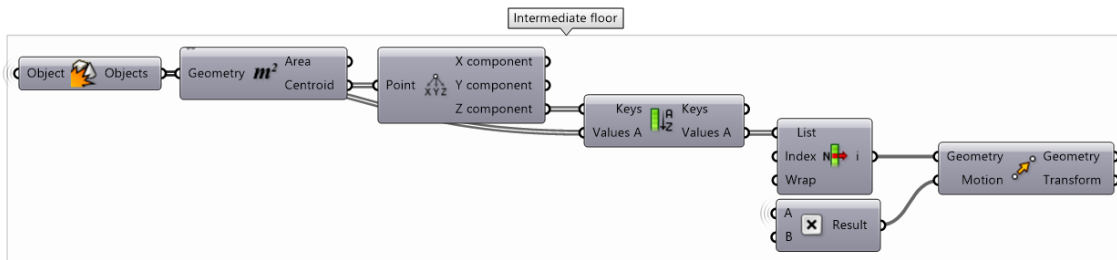 Intermediate floor
Object Objects
Geometry m² Area
Centroid
Point XYZ X component
Y component
Z component
Keys A Z Keys
Values A Values A
List
Index N i
Wrap
A Result
B
Geometry Geometry
Motion Transform